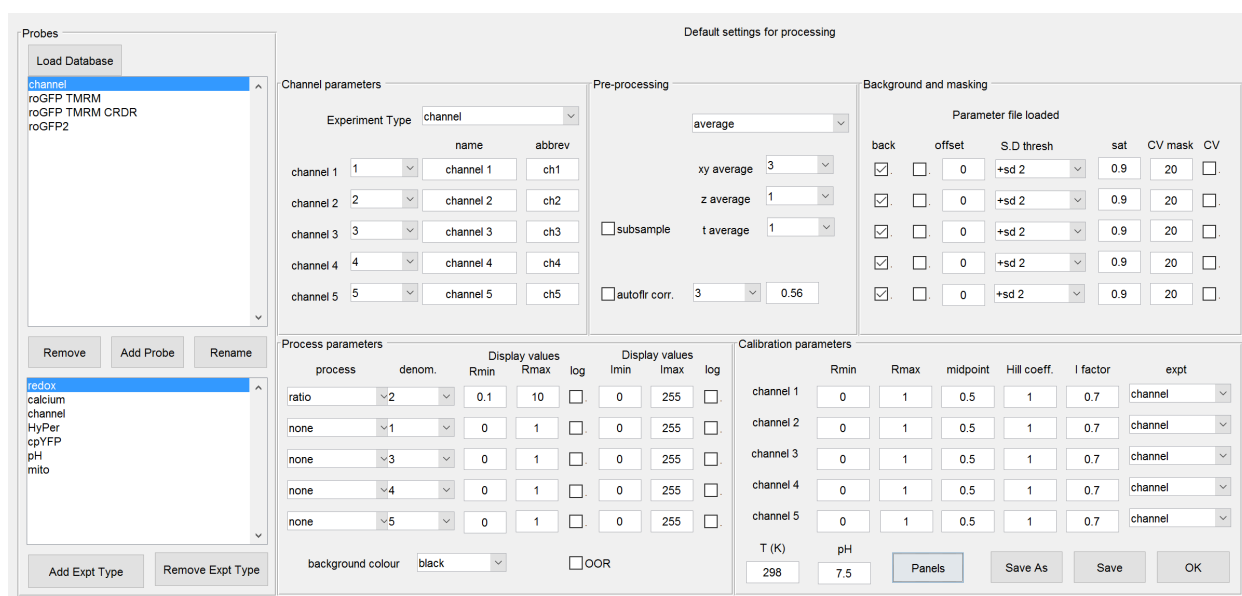 Default settings for processing
Probes
Load Database
channel
roGFP TMRM
roGFP TMRM CRDR
roGFP2
Remove Add Probe Rename
redox
calcium
channel
HyPer
cpYFP
pH
mito
Add Expt Type Remove Expt Type
Channel parameters
Experiment Type channel
name abbrev
channel 1 1 channel 1 ch1
channel 2 2 channel 2 ch2
channel 3 3 channel 3 ch3
channel 4 4 channel 4 ch4
channel 5 5 channel 5 ch5
Pre-processing
average
xy average 3
z average 1
subsample t average 1
autoflr corr. 3 0.56
Background and masking
Parameter file loaded
back offset S.D thresh sat CV mask CV
. . 0 +sd 2 0.9 20 .
. . 0 +sd 2 0.9 20 .
. . 0 +sd 2 0.9 20 .
. . 0 +sd 2 0.9 20 .
. . 0 +sd 2 0.9 20 .
Process parameters
Display values Display values
process denom. Rmin Rmax log Imin Imax log
ratio 2 0.1 10 . 0 255 .
none 1 0 1 . 0 255 .
none 3 0 1 . 0 255 .
none 4 0 1 . 0 255 .
none 5 0 1 . 0 255 .
background colour black OOR
Calibration parameters
Rmin Rmax midpoint Hill coeff. I factor expt
channel 1 0 1 0.5 1 0.7 channel
channel 2 0 1 0.5 1 0.7 channel
channel 3 0 1 0.5 1 0.7 channel
channel 4 0 1 0.5 1 0.7 channel
channel 5 0 1 0.5 1 0.7 channel
T (K) pH
298 7.5 Panels Save As Save OK